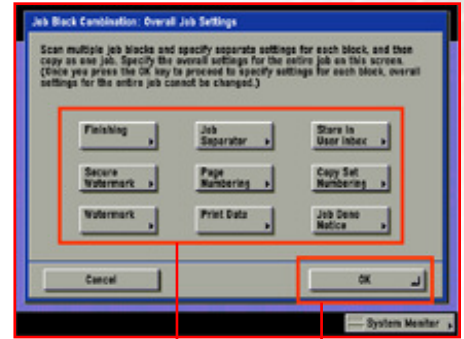 Job Block Combination: Overall Job Settings
Scan multiple job blocks and specify separate settings for each block, and then
copy as one job. Specify the overall settings for the entire job on this screen.
(Once you press the OK key to proceed to specify settings for each block, overall
settings for the entire job cannot be changed.)
Finishing
Job
Separator
Store In
User Inbox
Secure
Watermark
Page
Numbering
Copy Set
Numbering
Watermark
Print Date
Job Done
Notice
Cancel
OK
System Monitor